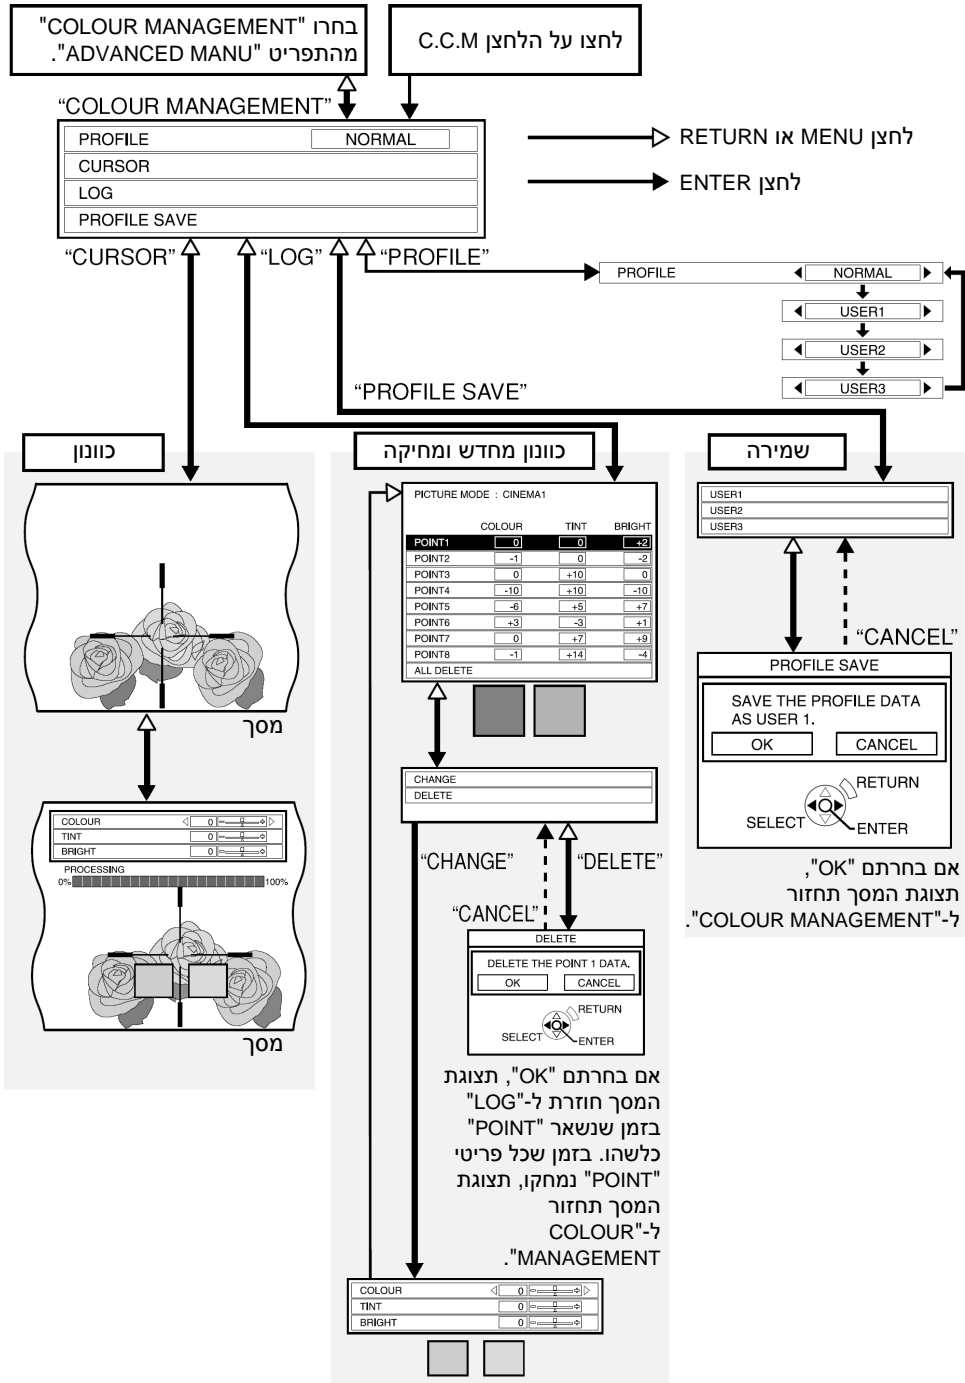 בחרו "COLOUR MANAGEMENT"
מהתפריט "ADVANCED MANU".
לחצו על הלחצן C.C.M
"COLOUR MANAGEMENT"
PROFILE NORMAL
CURSOR
LOG
PROFILE SAVE
לחצן MENU או RETURN
לחצן ENTER
"CURSOR" "LOG" "PROFILE"
PROFILE NORMAL
USER1
USER2
USER3
"PROFILE SAVE"
כוונון
מסך
COLOUR 0
TINT 0
BRIGHT 0
PROCESSING
0% 100%
מסך
כוונון מחדש ומחיקה
PICTURE MODE : CINEMA1
COLOUR TINT BRIGHT
POINT1 0 0 +2
POINT2 -1 0 -2
POINT3 0 +10 0
POINT4 -10 +10 -10
POINT5 -6 +5 +7
POINT6 +3 -3 +1
POINT7 0 +7 +9
POINT8 -1 +14 -4
ALL DELETE
CHANGE
DELETE
"CHANGE" "DELETE"
"CANCEL"
DELETE
DELETE THE POINT 1 DATA.
OK CANCEL
RETURN
SELECT ENTER
אם בחרתם "OK", תצוגת
המסך חוזרת ל-"LOG"
בזמן שנשאר "POINT"
כלשהו. בזמן שכל פריטי
"POINT" נמחקו, תצוגת
המסך תחזור
ל-"COLOUR
MANAGEMENT".
COLOUR 0
TINT 0
BRIGHT 0
שמירה
USER1
USER2
USER3
"CANCEL"
PROFILE SAVE
SAVE THE PROFILE DATA
AS USER 1.
OK CANCEL
RETURN
SELECT ENTER
אם בחרתם "OK",
תצוגת המסך תחזור
ל-"COLOUR MANAGEMENT".